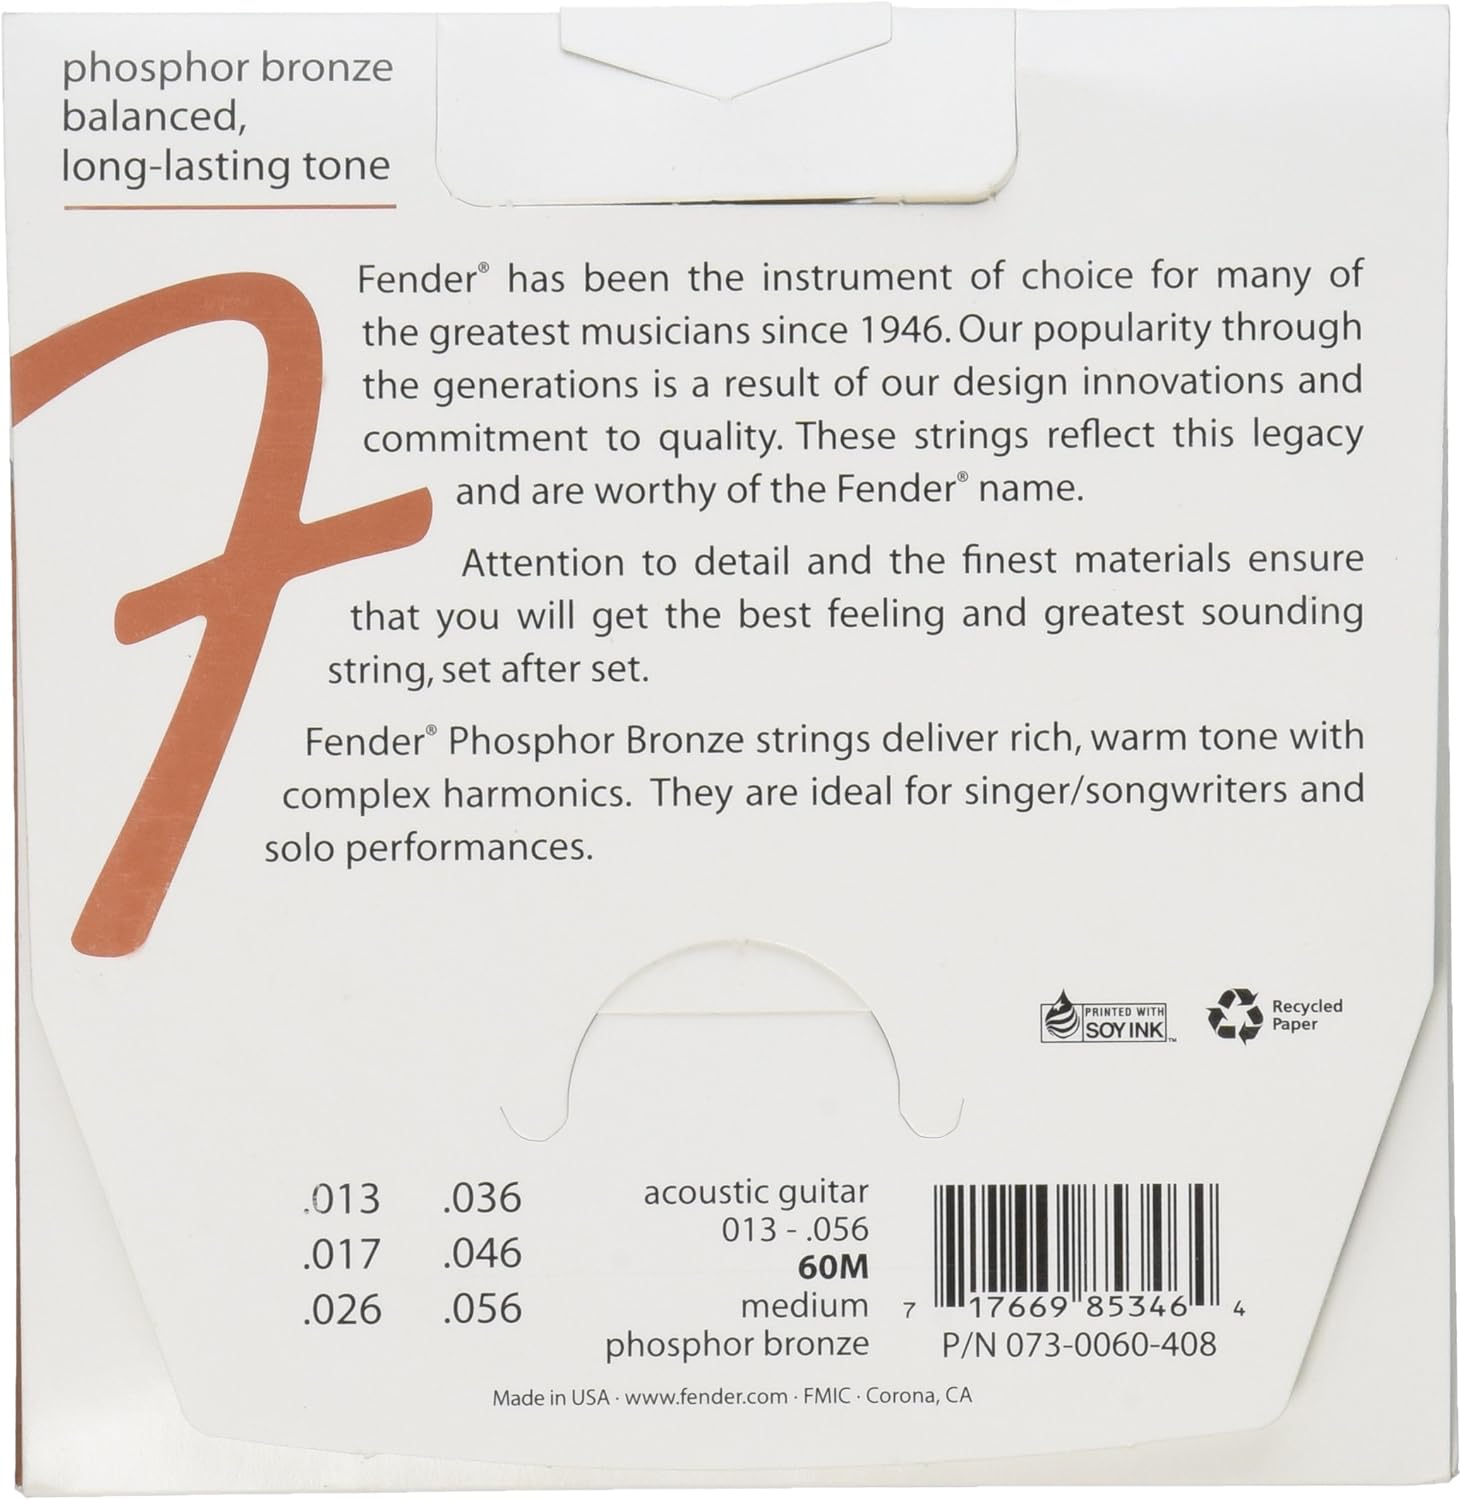 phosphor bronze
balanced,
long-lasting tone
Fender® has been the instrument of choice for many of
the greatest musicians since 1946. Our popularity through
the generations is a result of our design innovations and
commitment to quality. These strings reflect this legacy
and are worthy of the Fender® name.
Attention to detail and the finest materials ensure
that you will get the best feeling and greatest sounding
string, set after set.
Fender® Phosphor Bronze strings deliver rich, warm tone with
complex harmonics. They are ideal for singer/songwriters and
solo performances.
PRINTED WITH
SOY INK™
Recycled
Paper
.013 .036
.017 .046
.026 .056
acoustic guitar
013 - .056
60M
medium
phosphor bronze
7 17669 85346 4
P/N 073-0060-408
Made in USA · www.fender.com · FMIC · Corona, CA